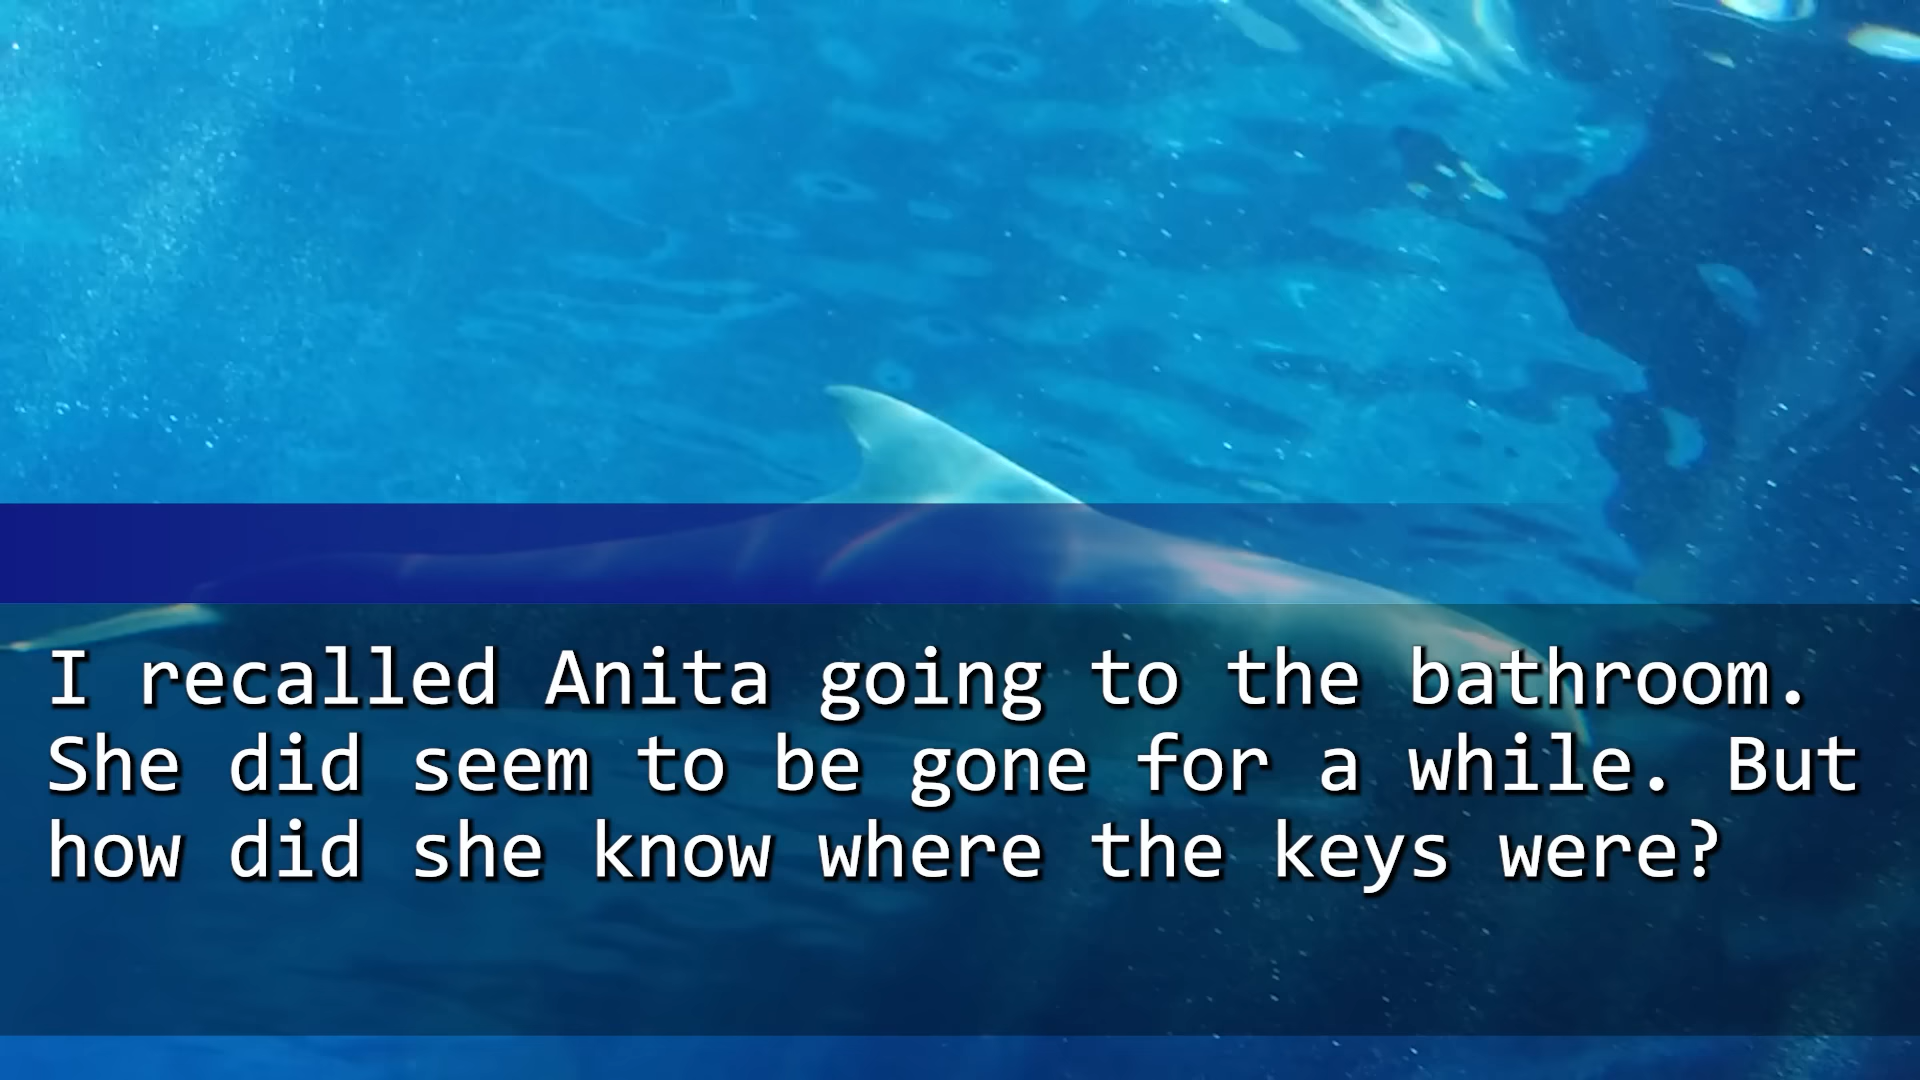 I recalled Anita going to the bathroom.
She did seem to be gone for a while. But
how did she know where the keys were?